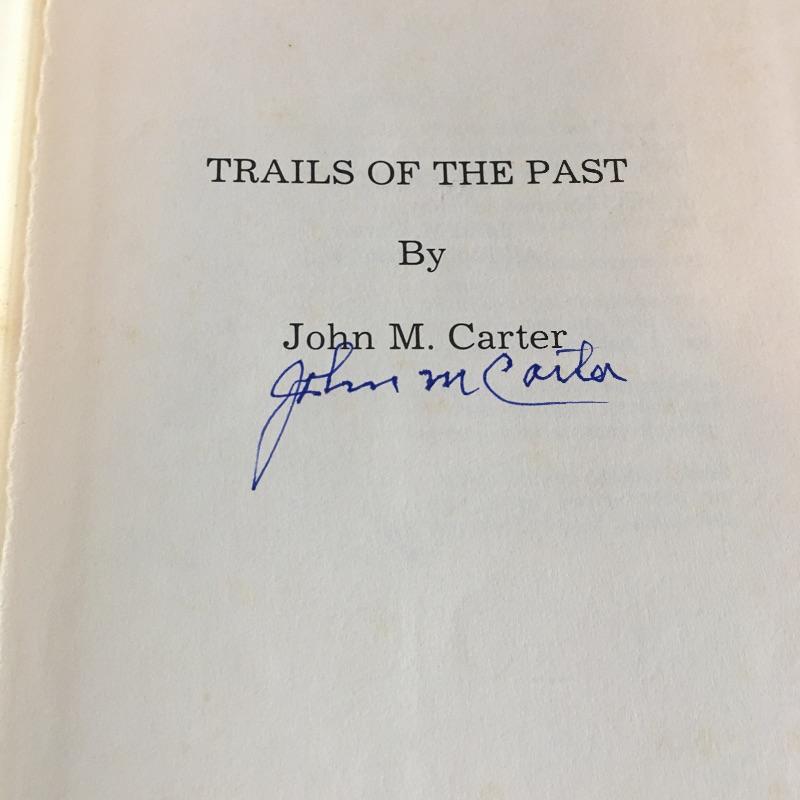 TRAILS OF THE PAST
By
John M. Carter
John M Carter